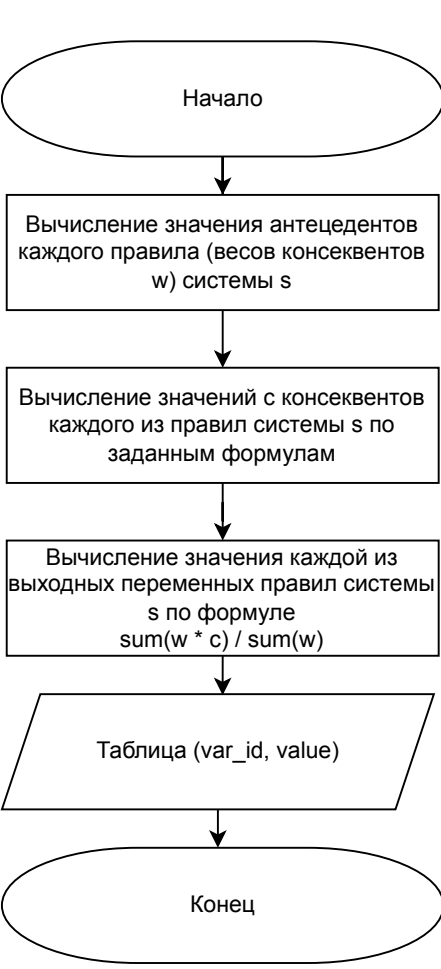 Начало
Вычисление значения антецедентов
каждого правила (весов консеквентов
w) системы s
Вычисление значений с консеквентов
каждого из правил системы s по
заданным формулам
Вычисление значения каждой из
выходных переменных правил системы
s по формуле
sum(w * c) / sum(w)
Таблица (var_id, value)
Конец